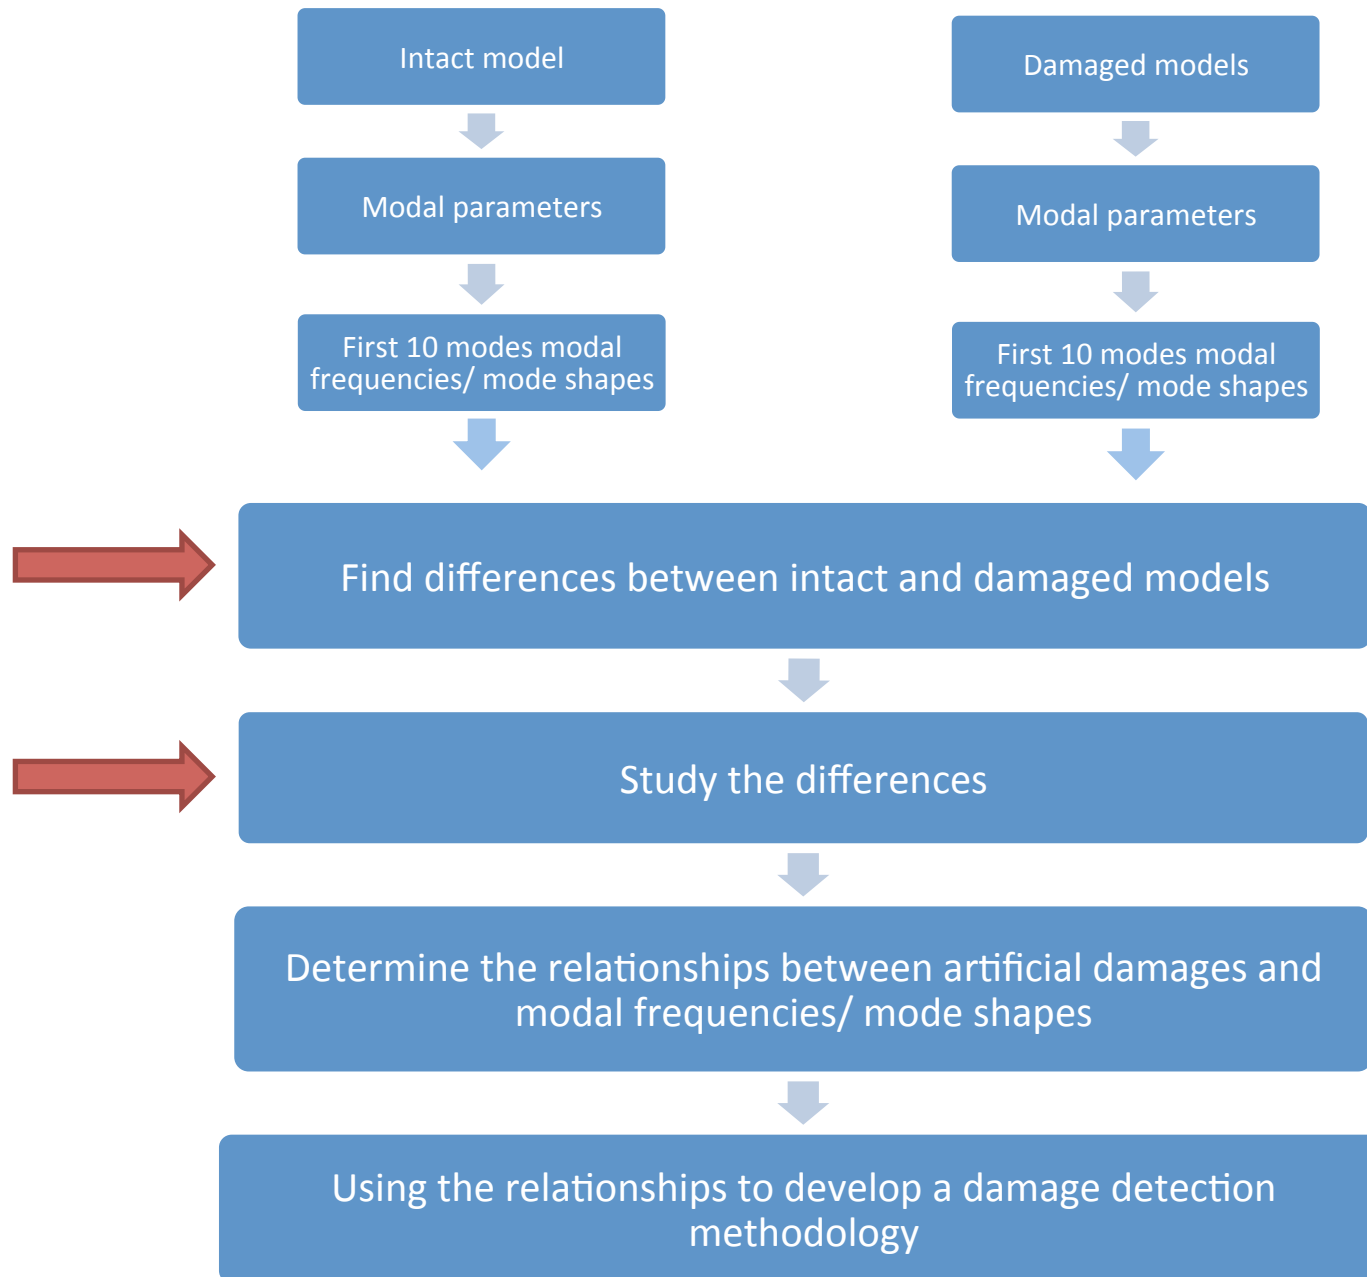 Intact model
Damaged models
Modal parameters
Modal parameters
First 10 modes modal
frequencies/ mode shapes
First 10 modes modal
frequencies/ mode shapes
Find differences between intact and damaged models
Study the differences
Determine the relationships between artificial damages and
modal frequencies/ mode shapes
Using the relationships to develop a damage detection
methodology